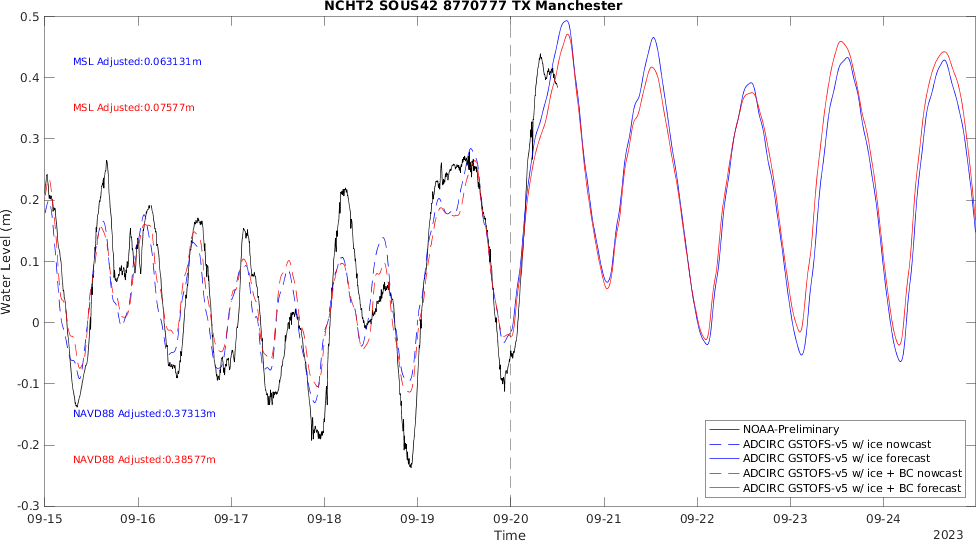 NCHT2 SOUS42 8770777 TX Manchester
0.5
0.4
0.3
0.2
0.1
0
-0.1
-0.2
-0.3
Water Level (m)
MSL Adjusted:0.063131m
MSL Adjusted:0.07577m
NAVD88 Adjusted:0.37313m
NAVD88 Adjusted:0.38577m
NOAA-Preliminary
ADCIRC GSTOFS-v5 w/ ice nowcast
ADCIRC GSTOFS-v5 w/ ice forecast
ADCIRC GSTOFS-v5 w/ ice + BC nowcast
ADCIRC GSTOFS-v5 w/ ice + BC forecast
09-15 09-16 09-17 09-18 09-19 09-20 09-21 09-22 09-23 09-24
Time
2023